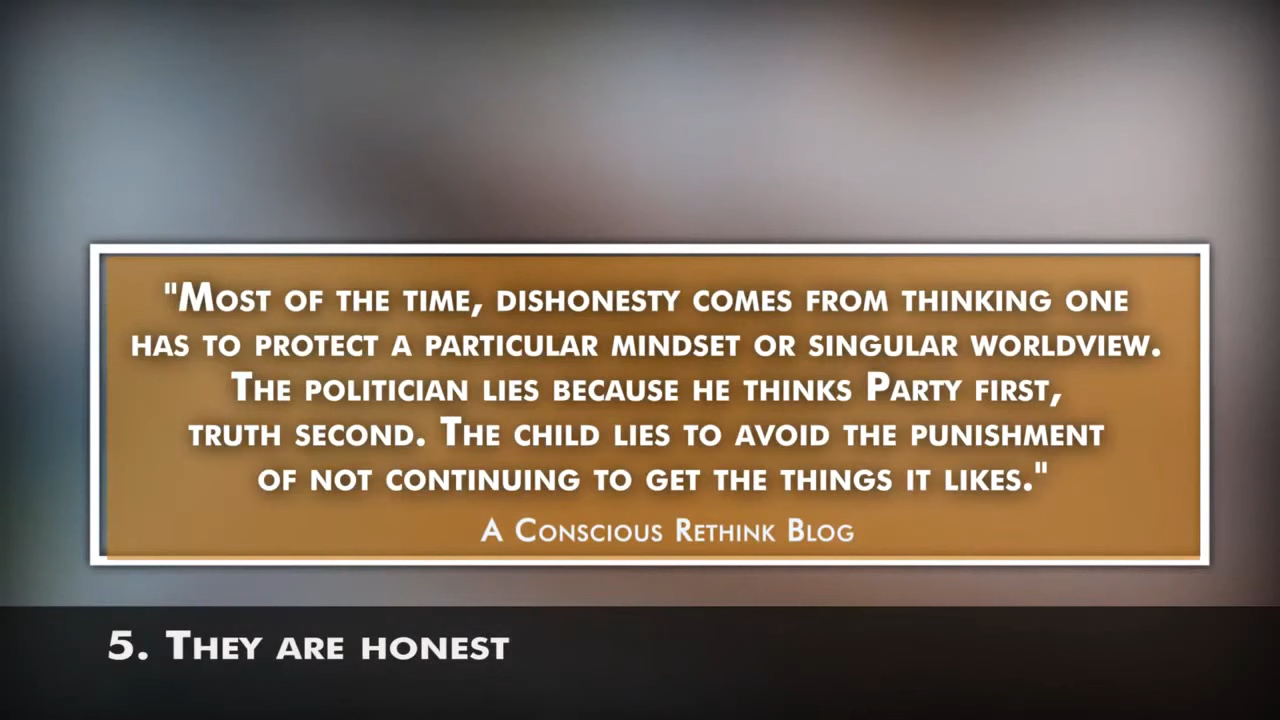 "Most of the time, dishonesty comes from thinking one
has to protect a particular mindset or singular worldview.
The politician lies because he thinks Party first,
truth second. The child lies to avoid the punishment
of not continuing to get the things it likes."
A Conscious Rethink Blog
5. They are honest